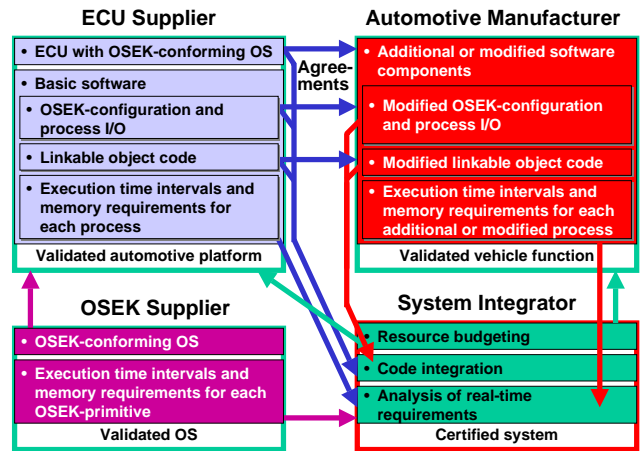 ECU Supplier
• ECU with OSEK-conforming OS
• Basic software
• OSEK-configuration and
process I/O
• Linkable object code
• Execution time intervals and
memory requirements for
each process
Validated automotive platform
Agree-
ments
Automotive Manufacturer
• Additional or modified software
components
• Modified OSEK-configuration
and process I/O
• Modified linkable object code
• Execution time intervals and
memory requirements for each
additional or modified process
Validated vehicle function
OSEK Supplier
• OSEK-conforming OS
• Execution time intervals and
memory requirements for each
OSEK-primitive
Validated OS
System Integrator
• Resource budgeting
• Code integration
• Analysis of real-time
requirements
Certified system